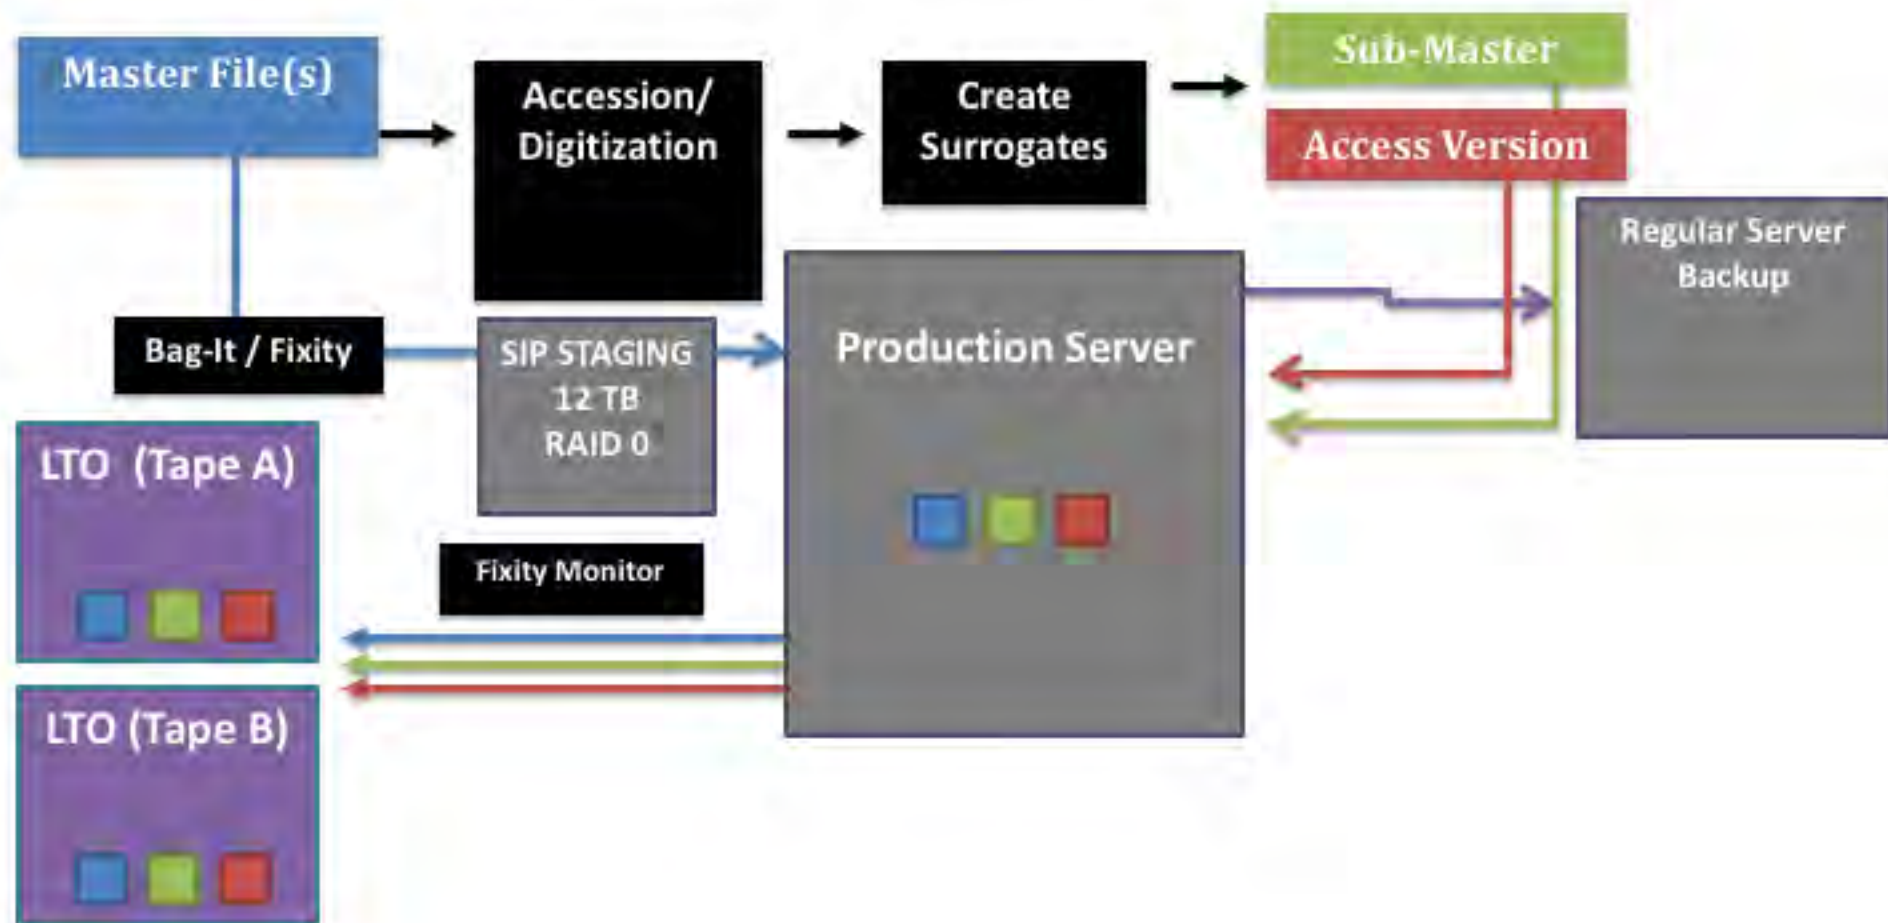 Master File(s)
Accession/
Digitization
Create
Surrogates
Sub-Master
Access Version
Regular Server
Backup
Bag-It / Fixity
SIP STAGING
12 TB
RAID 0
Production Server
LTO (Tape A)
Fixity Monitor
LTO (Tape B)